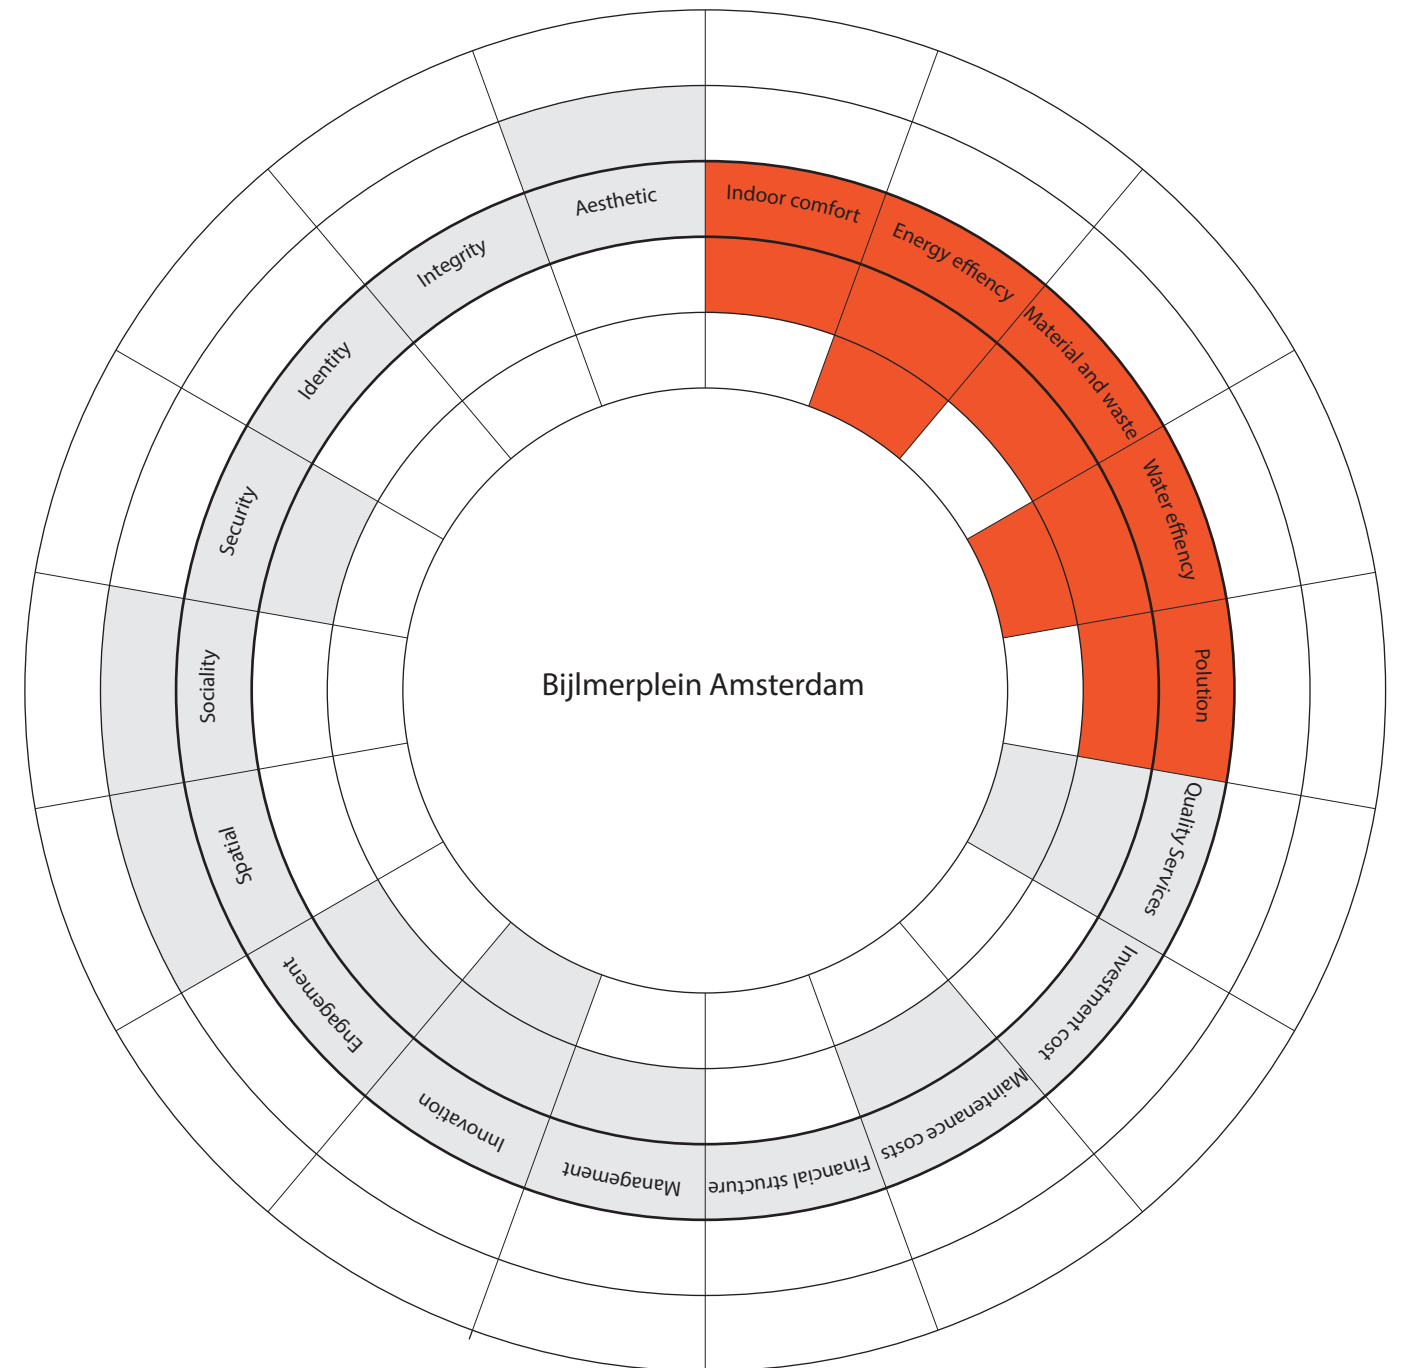 Indoor comfort
Energy effiency
Material and waste
Water effiency
Polution
Quality Services
Investment cost
Maintenance costs
Financial structure
Management
Innovation
Engagement
Spatial
Sociality
Security
Identity
Integrity
Aesthetic
Bijlmerplein Amsterdam